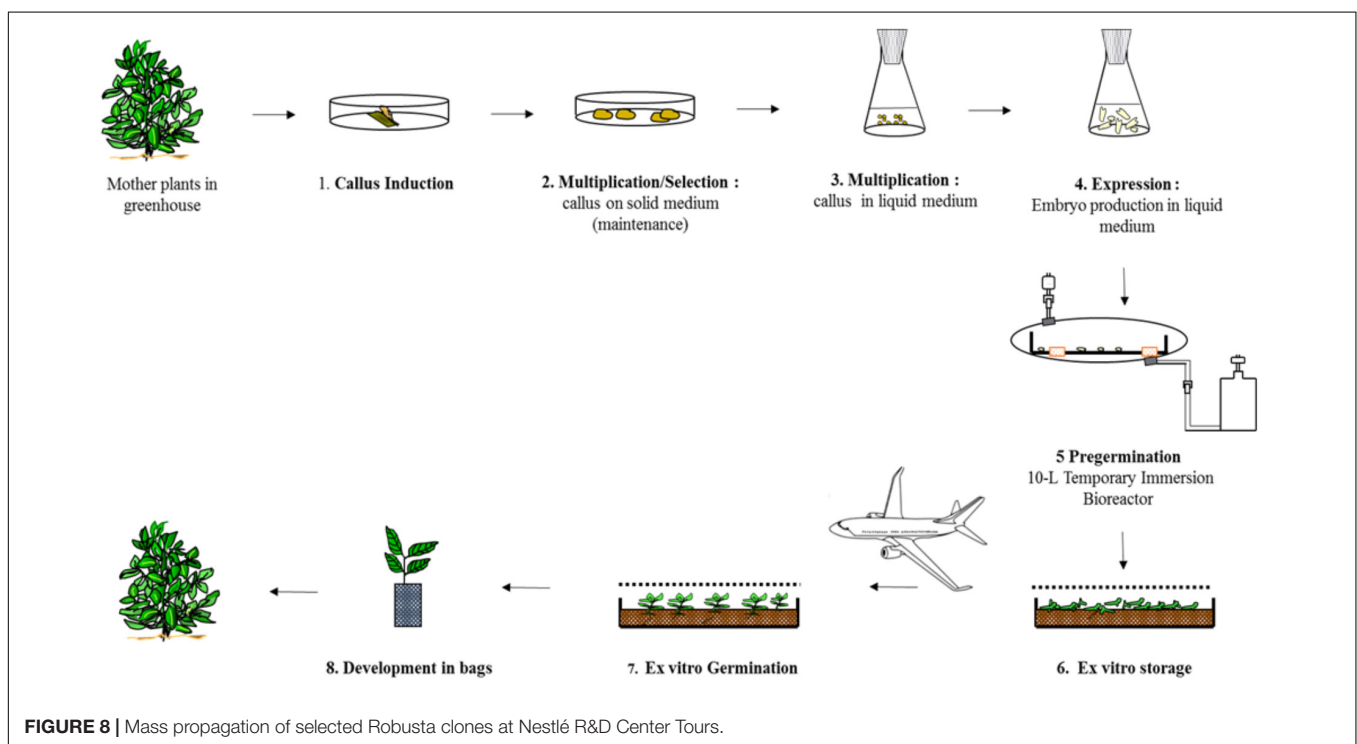 Mother plants in
greenhouse
1. Callus Induction
2. Multiplication/Selection :
callus on solid medium
(maintenance)
3. Multiplication :
callus in liquid medium
4. Expression :
Embryo production in liquid
medium
5 Pregermination
10-L Temporary Immersion
Bioreactor
6. Ex vitro storage
7. Ex vitro Germination
8. Development in bags
FIGURE 8 | Mass propagation of selected Robusta clones at Nestlé R&D Center Tours.